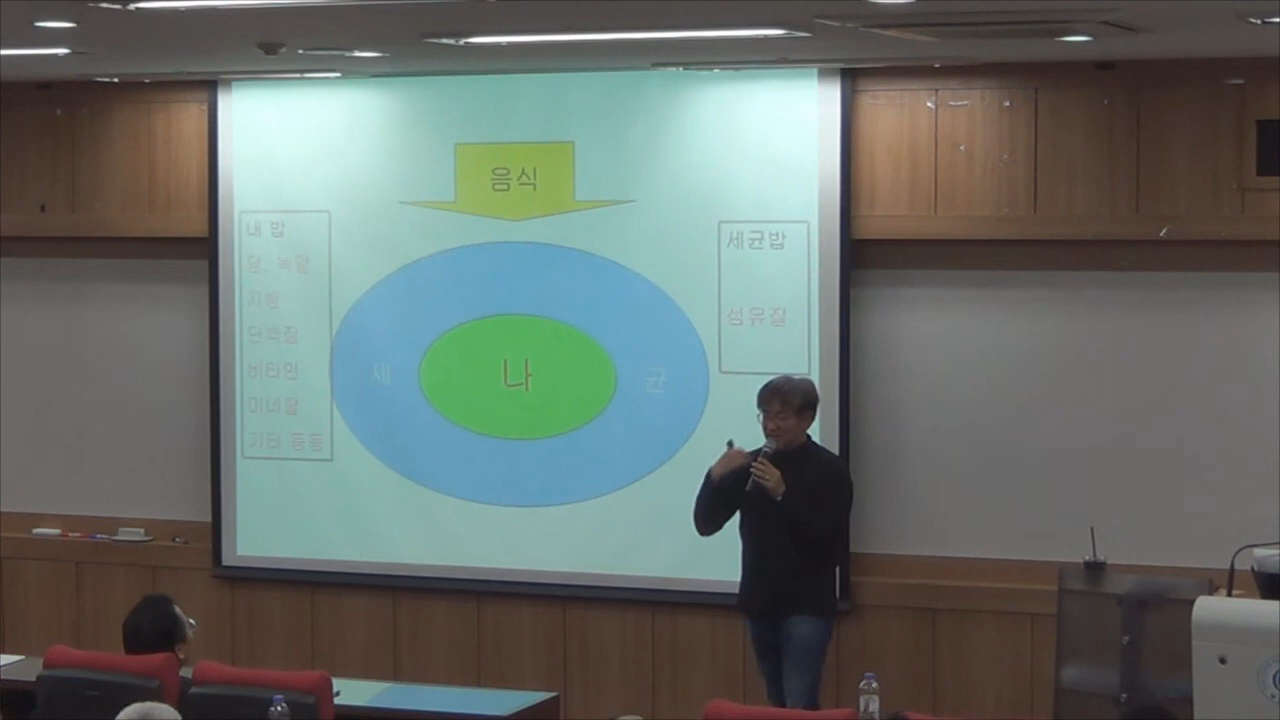 음식
내 밥
당, 녹말
지방
단백질
비타민
미네랄
기타 등등
세 나 균
세균밥
섬유질